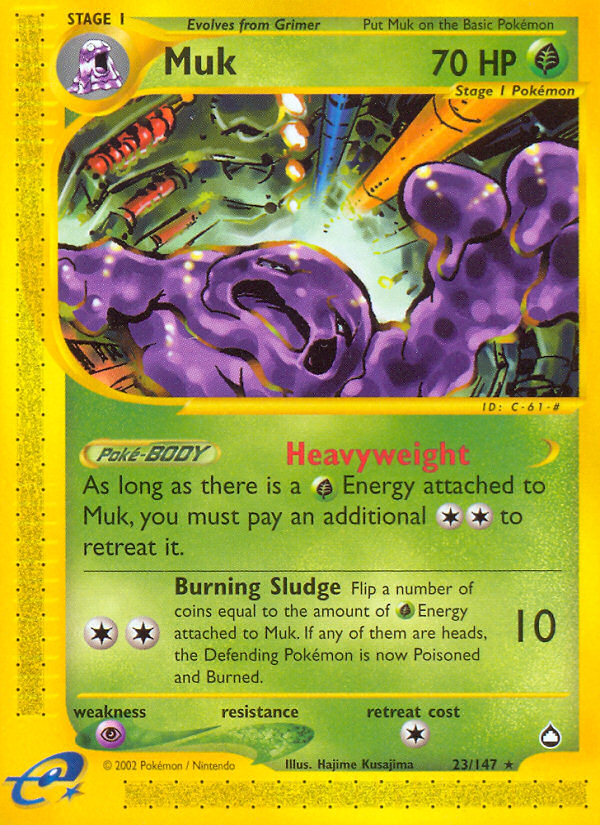 STAGE 1 Evolves from Grimer Put Muk on the Basic Pokémon
Muk 70 HP
Stage 1 Pokémon
ID: C-61-#
Poké-BODY Heavyweight
As long as there is a Energy attached to
Muk, you must pay an additional to
retreat it.
Burning Sludge Flip a number of
coins equal to the amount of Energy
attached to Muk. If any of them are heads, 10
the Defending Pokémon is now Poisoned
and Burned.
weakness resistance retreat cost
© 2002 Pokémon / Nintendo Illus. Hajime Kusajima 23/147 ★
e